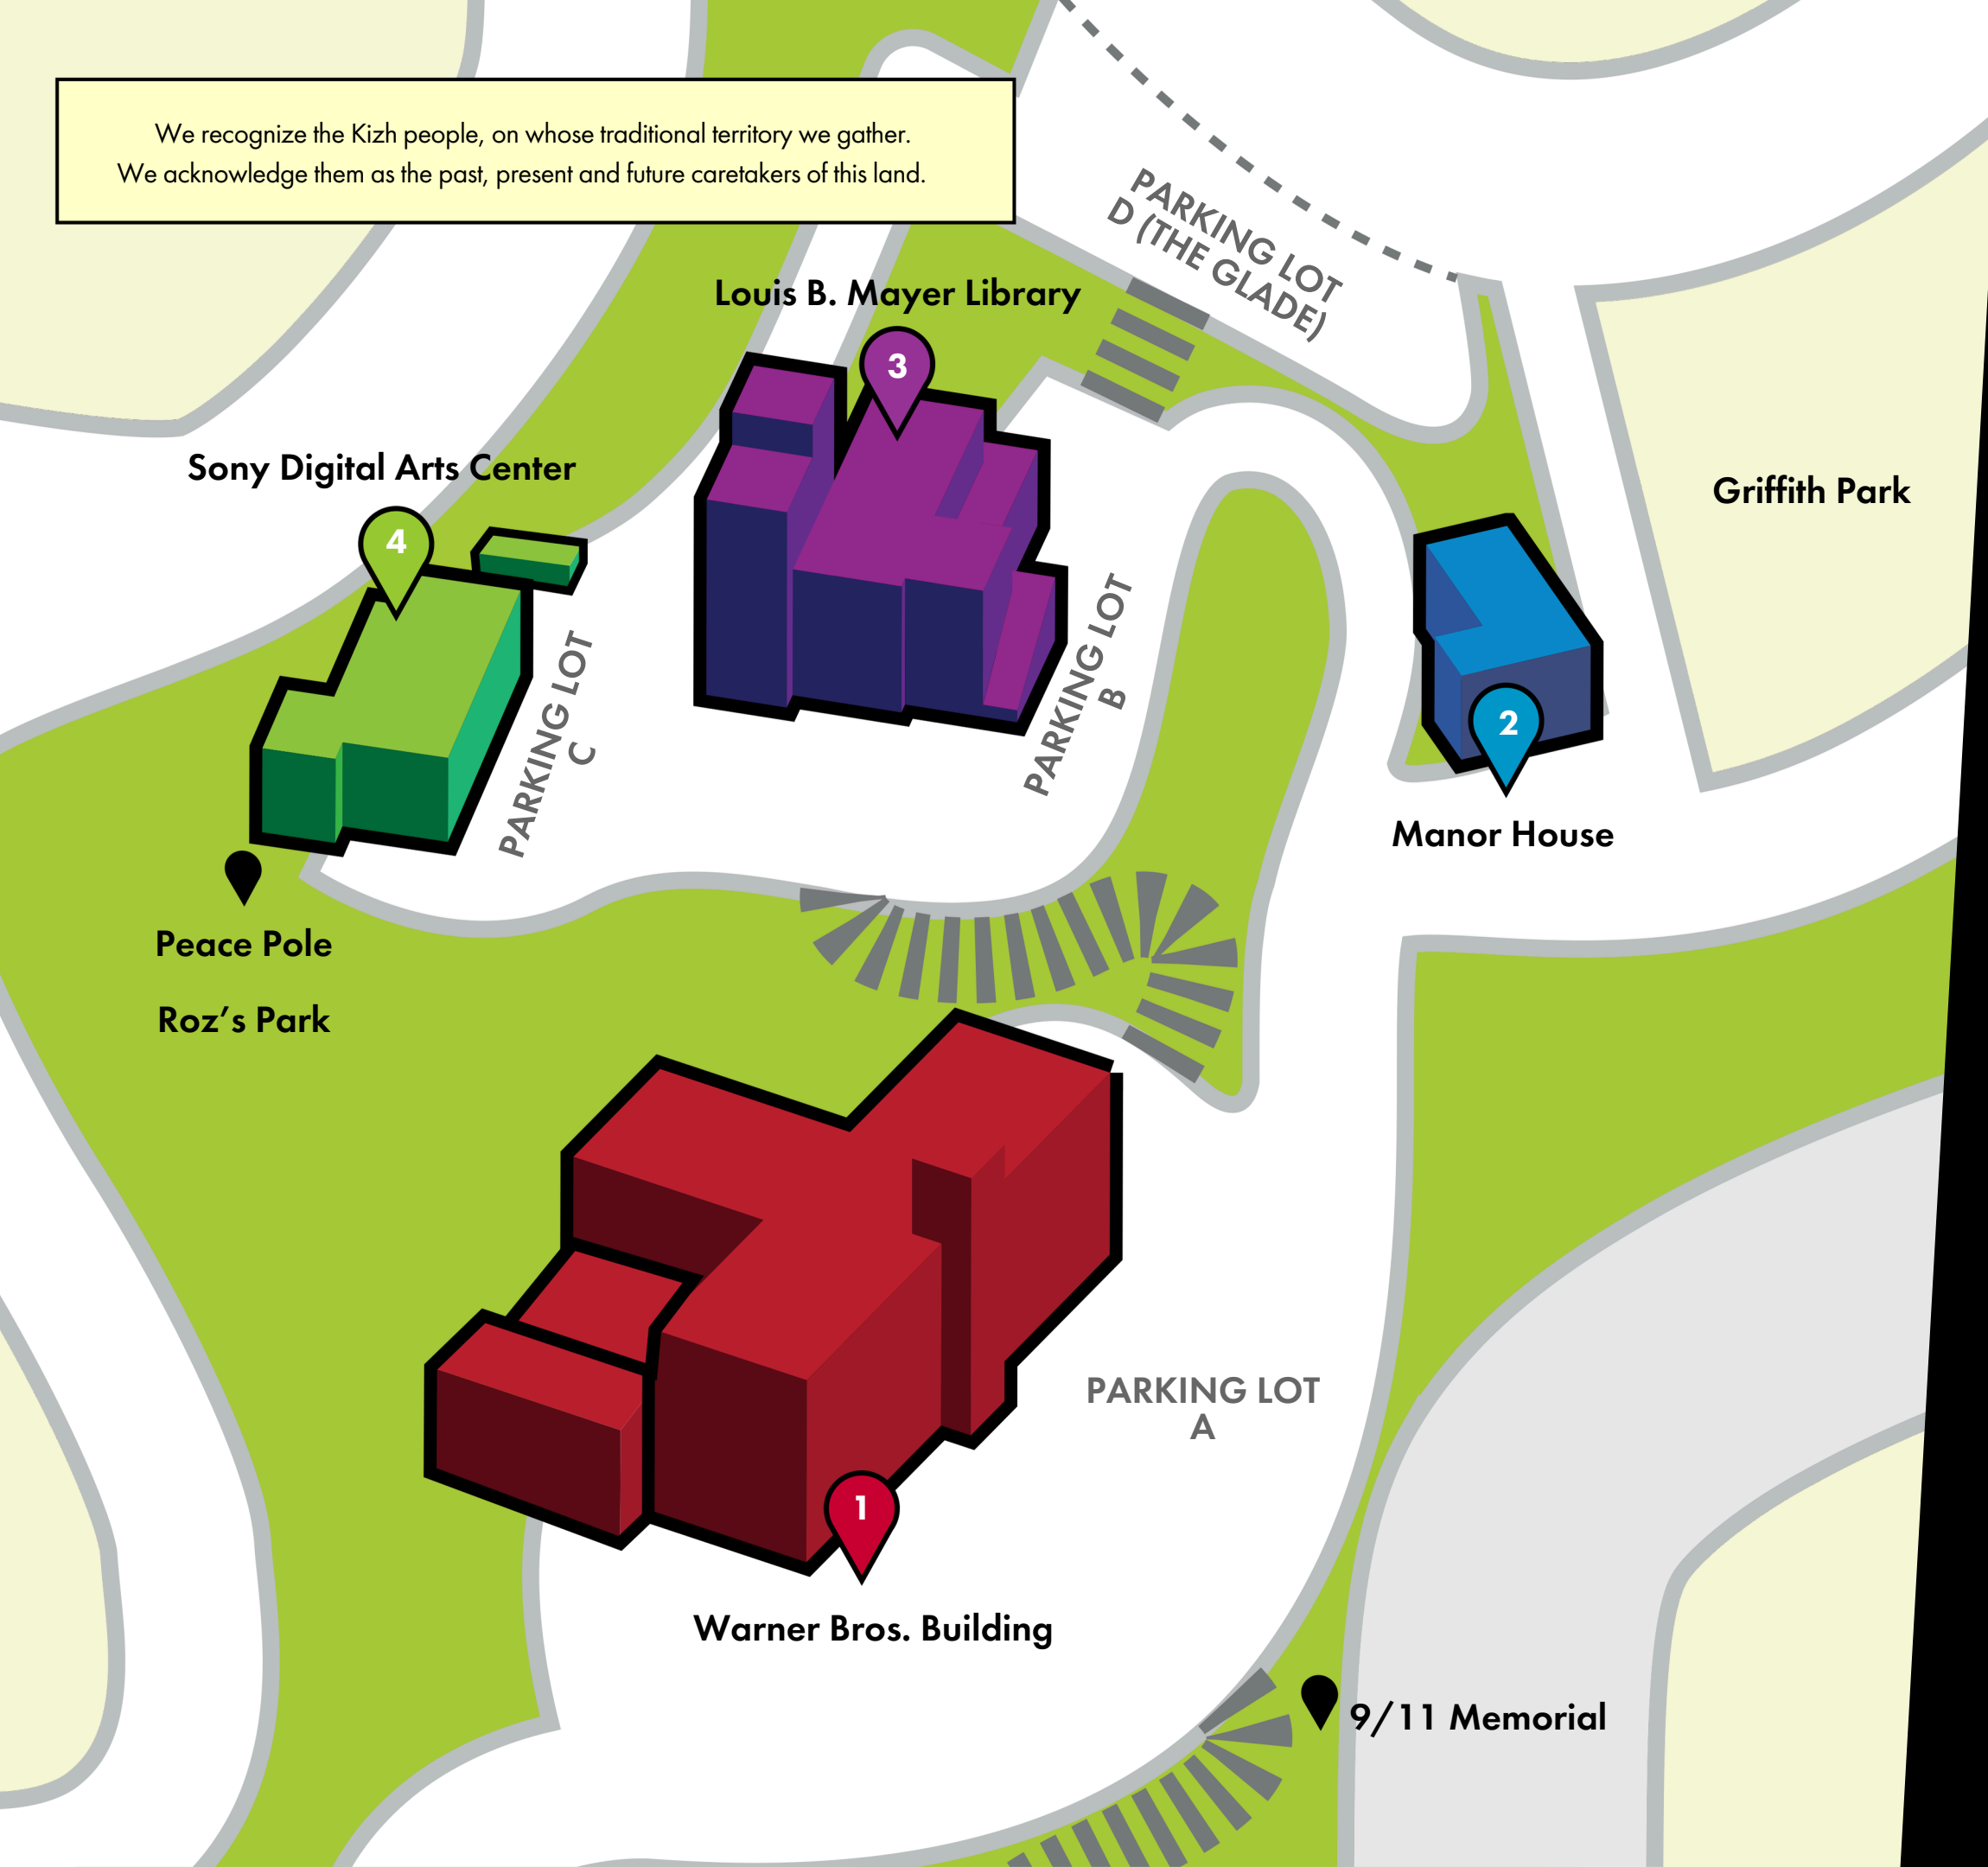 We recognize the Kizh people, on whose traditional territory we gather.
We acknowledge them as the past, present and future caretakers of this land.
PARKING LOT
D (THE GLADE)
Louis B. Mayer Library
3
Sony Digital Arts Center
4
Griffith Park
PARKING LOT
C
PARKING LOT
B
2
Manor House
Peace Pole
Roz’s Park
PARKING LOT
A
1
Warner Bros. Building
9/11 Memorial